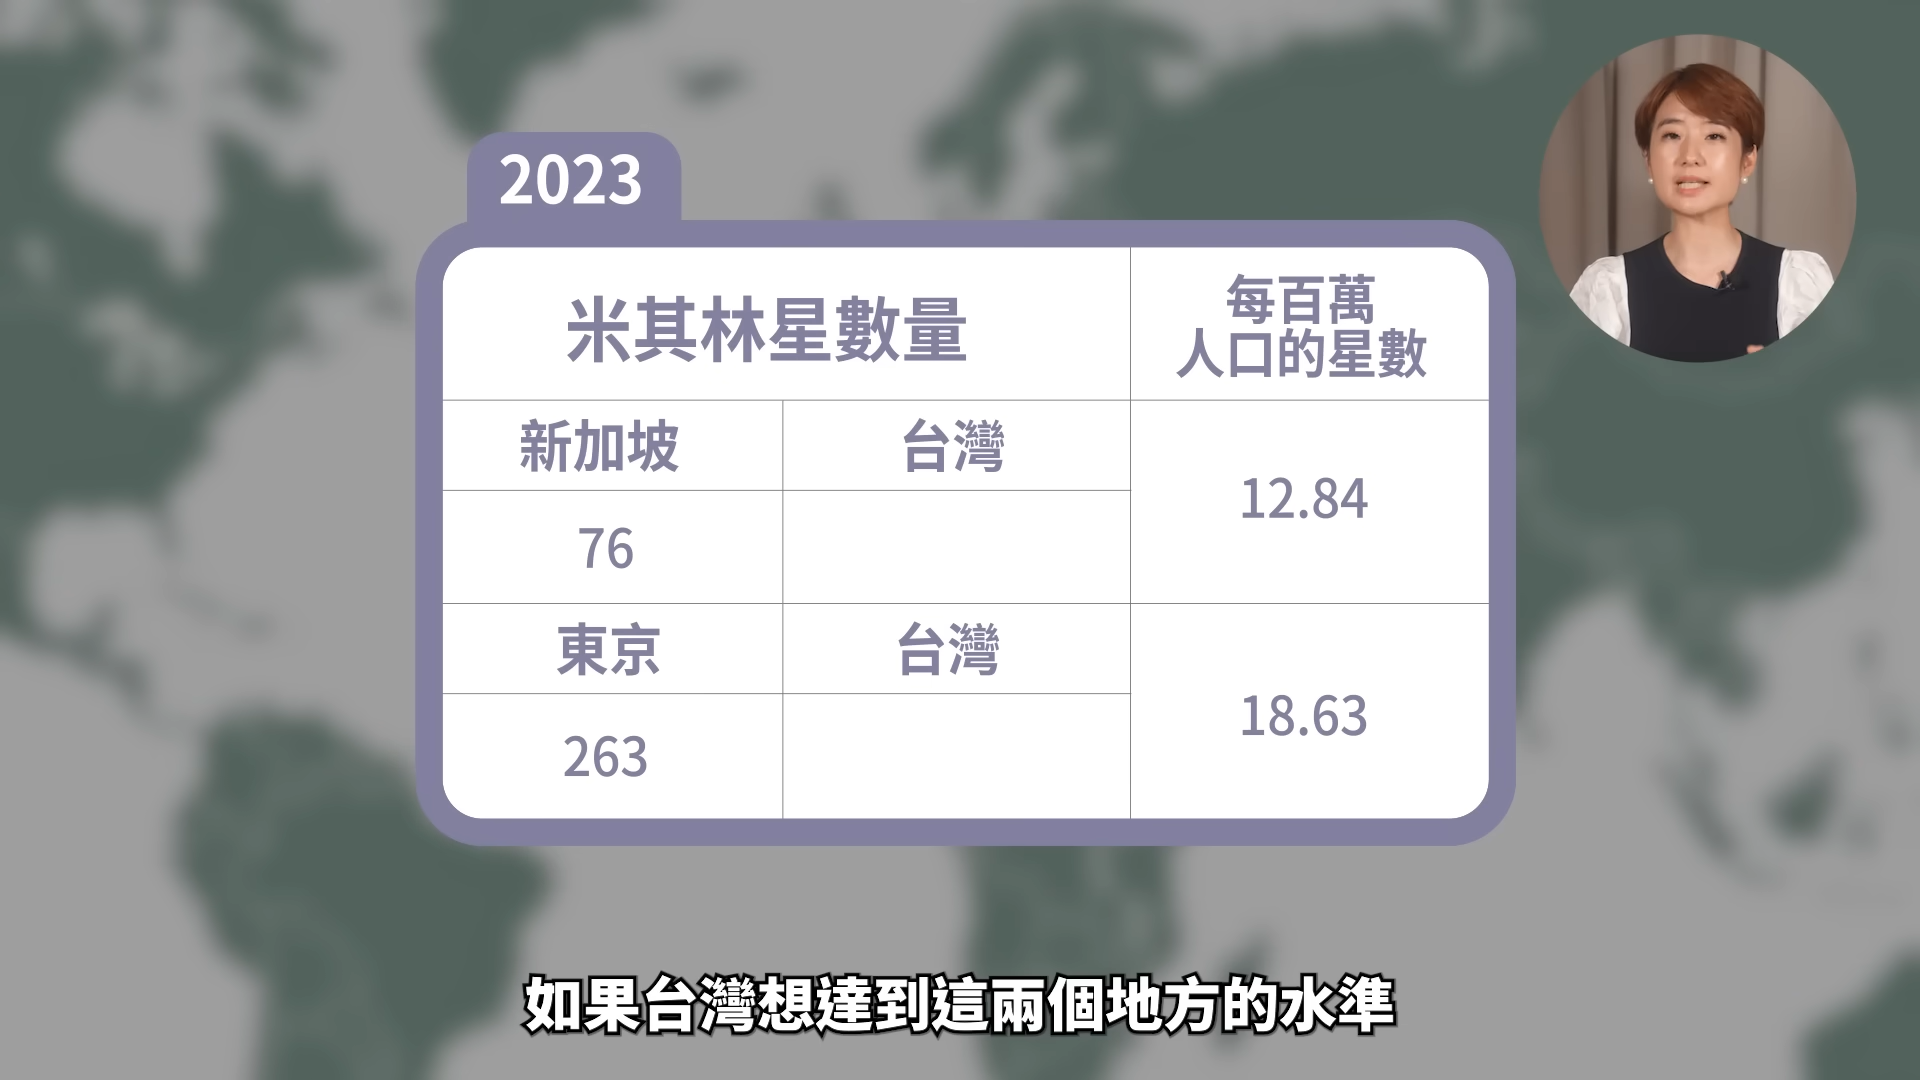 2023
米其林星數量
每百萬
人口的星數
新加坡
台灣
12.84
76
東京
台灣
18.63
263
如果台灣想達到這兩個地方的水準